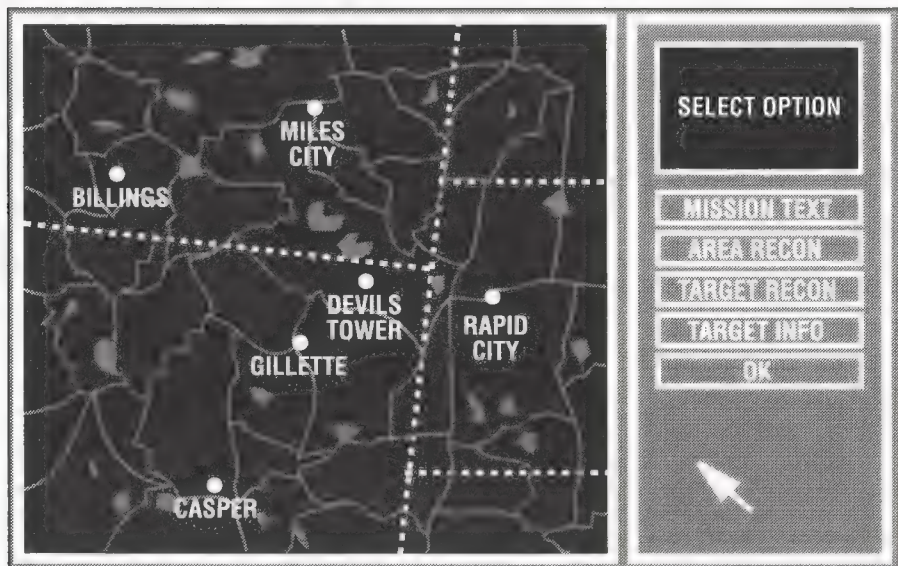 MILES
CITY
BILLINGS
DEVILS
TOWER
RAPID
CITY
GILLETTE
CASPER
SELECT OPTION
MISSION TEXT
AREA RECON
TARGET RECON
TARGET INFO
OK